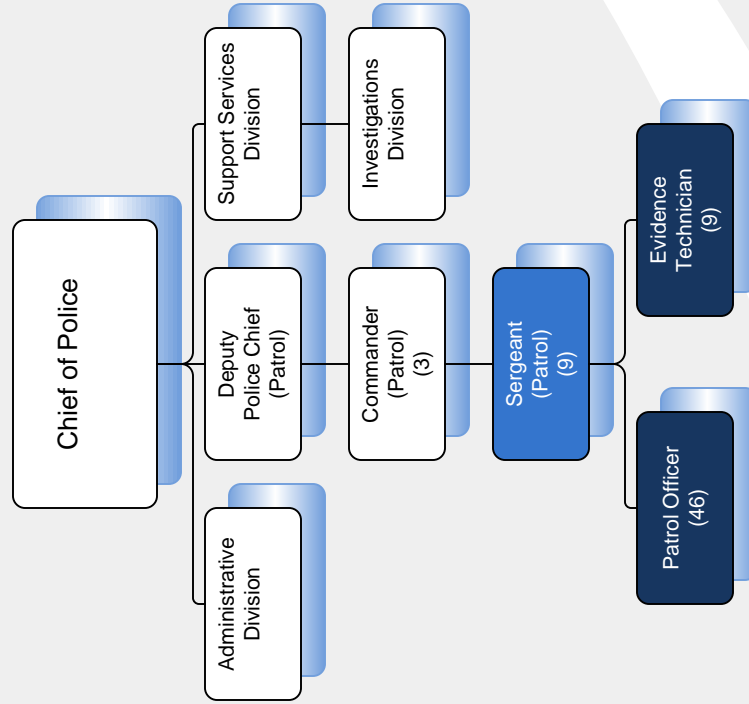 Chief of Police
Administrative
Division
Deputy
Police Chief
(Patrol)
Support Services
Division
Commander
(Patrol)
(3)
Investigations
Division
Sergeant
(Patrol)
(9)
Patrol Officer
(46)
Evidence
Technician
(9)